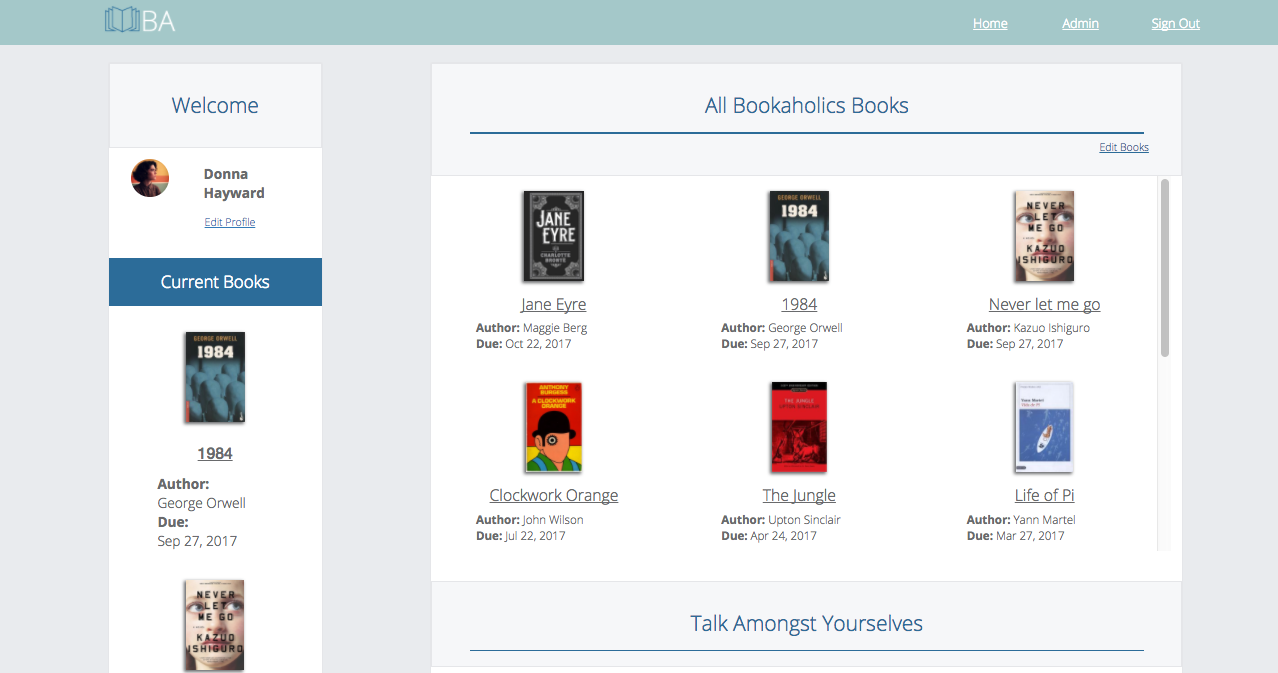 BA
Home Admin Sign Out
Welcome
Donna
Hayward
Edit Profile
Current Books
GEORGE ORWELL
1984
1984
Author:
George Orwell
Due:
Sep 27, 2017
NEVER
LET
ME GO
KAZUO
ISHIGURO
All Bookaholics Books
Edit Books
JANE
EYRE
CHARLOTTE
BRONTË
Jane Eyre
Author: Maggie Berg
Due: Oct 22, 2017
GEORGE ORWELL
1984
1984
Author: George Orwell
Due: Sep 27, 2017
NEVER
LET
ME GO
KAZUO
ISHIGURO
Never let me go
Author: Kazuo Ishiguro
Due: Sep 27, 2017
ANTHONY
BURGESS
A CLOCKWORK
ORANGE
Clockwork Orange
Author: John Wilson
Due: Jul 22, 2017
THE JUNGLE
UPTON SINCLAIR
The Jungle
Author: Upton Sinclair
Due: Apr 24, 2017
Yann Martel
Vida de Pi
Life of Pi
Author: Yann Martel
Due: Mar 27, 2017
Talk Amongst Yourselves